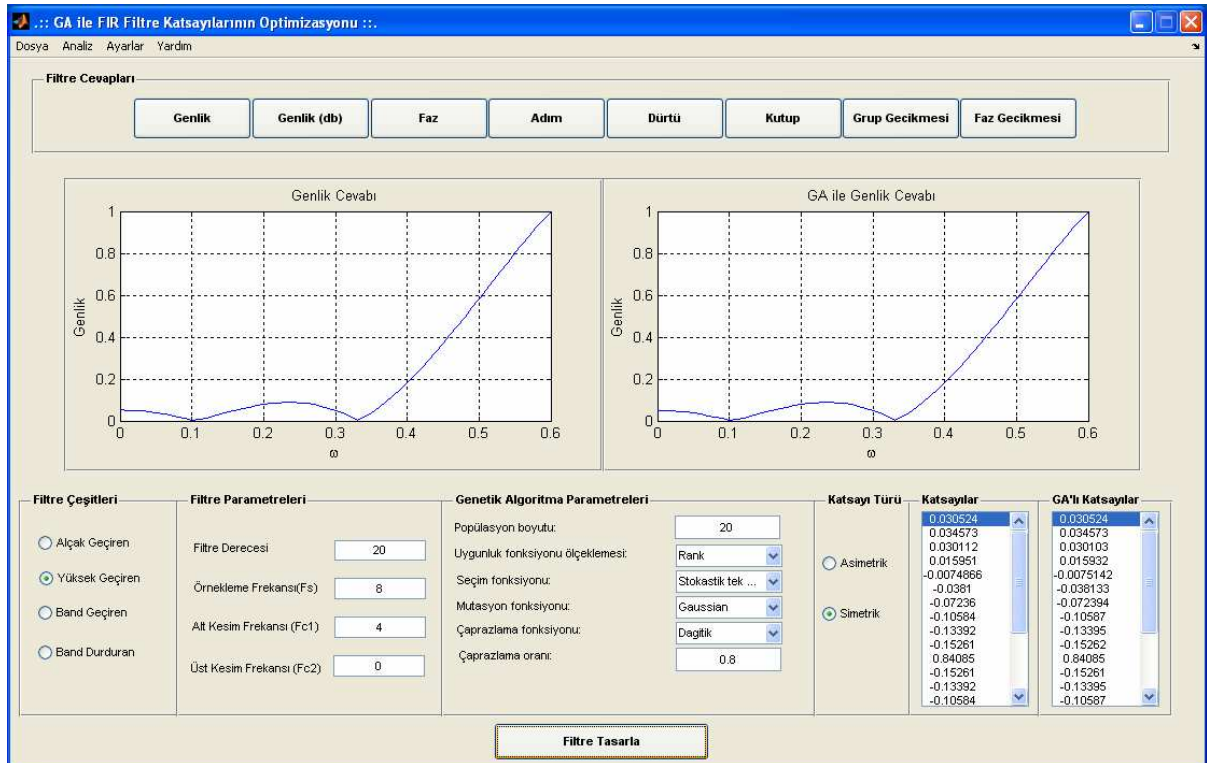 .:: GA ile FIR Filtre Katsayılarının Optimizasyonu ::.
Dosya Analiz Ayarlar Yardım
Filtre Cevapları
Genlik Genlik (db) Faz Adım Dürtü Kutup Grup Gecikmesi Faz Gecikmesi
Genlik Cevabı
Genlik
1
0.8
0.6
0.4
0.2
0
0 0.1 0.2 0.3 0.4 0.5 0.6
ω
GA ile Genlik Cevabı
Genlik
1
0.8
0.6
0.4
0.2
0
0 0.1 0.2 0.3 0.4 0.5 0.6
ω
Filtre Çeşitleri
Alçak Geçiren
Yüksek Geçiren
Band Geçiren
Band Durduran
Filtre Parametreleri
Filtre Derecesi 20
Örnekleme Frekansı(Fs) 8
Alt Kesim Frekansı (Fc1) 4
Üst Kesim Frekansı (Fc2) 0
Genetik Algoritma Parametreleri
Popülasyon boyutu: 20
Uygunluk fonksiyonu ölçeklemesi: Rank
Seçim fonksiyonu: Stokastik tek ...
Mutasyon fonksiyonu: Gaussian
Çaprazlama fonksiyonu: Dagitik
Çaprazlama oranı: 0.8
Katsayı Türü
Asimetrik
Simetrik
Katsayılar
0.030524
0.034573
0.030112
0.015951
-0.0074866
-0.0381
-0.07236
-0.10584
-0.13392
-0.15261
0.84085
-0.15261
-0.13392
-0.10584
GA'lı Katsayılar
0.030524
0.034573
0.030103
0.015932
-0.0075142
-0.038133
-0.072394
-0.10587
-0.13395
-0.15262
0.84085
-0.15261
-0.13395
-0.10587
Filtre Tasarla